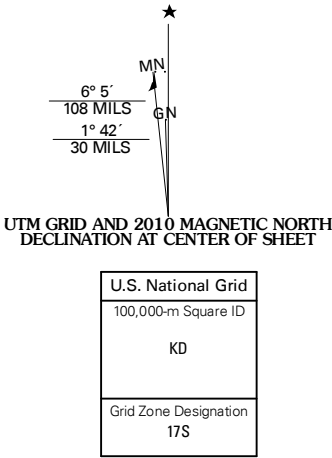 MN
GN
6° 5´
108 MILS
1° 42´
30 MILS
UTM GRID AND 2010 MAGNETIC NORTH
DECLINATION AT CENTER OF SHEET
U.S. National Grid
100,000-m Square ID
KD
Grid Zone Designation
17S